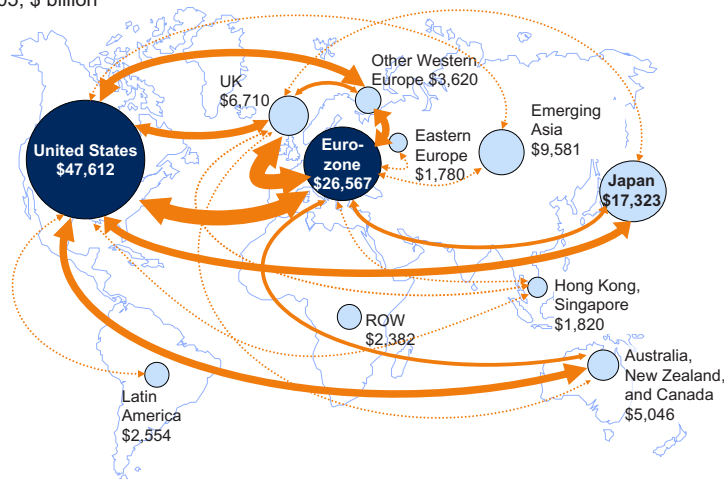 $ billion
Other Western
Europe $3,620
UK
$6,710
Emerging
Asia
$9,581
Eastern
Europe
$1,780
United States
$47,612
Euro-
zone
$26,567
Japan
$17,323
Hong Kong,
Singapore
$1,820
ROW
$2,382
Australia,
New Zealand,
and Canada
$5,046
Latin
America
$2,554